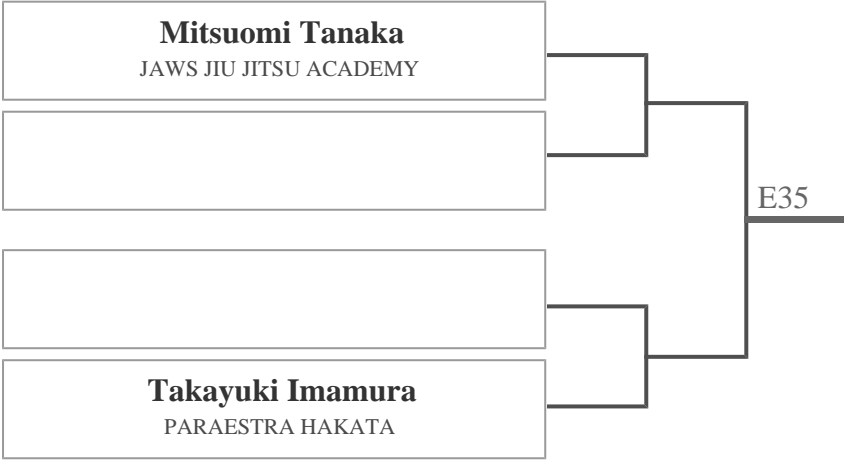 Mitsuomi Tanaka
JAWS JIU JITSU ACADEMY
E35
Takayuki Imamura
PARAESTRA HAKATA